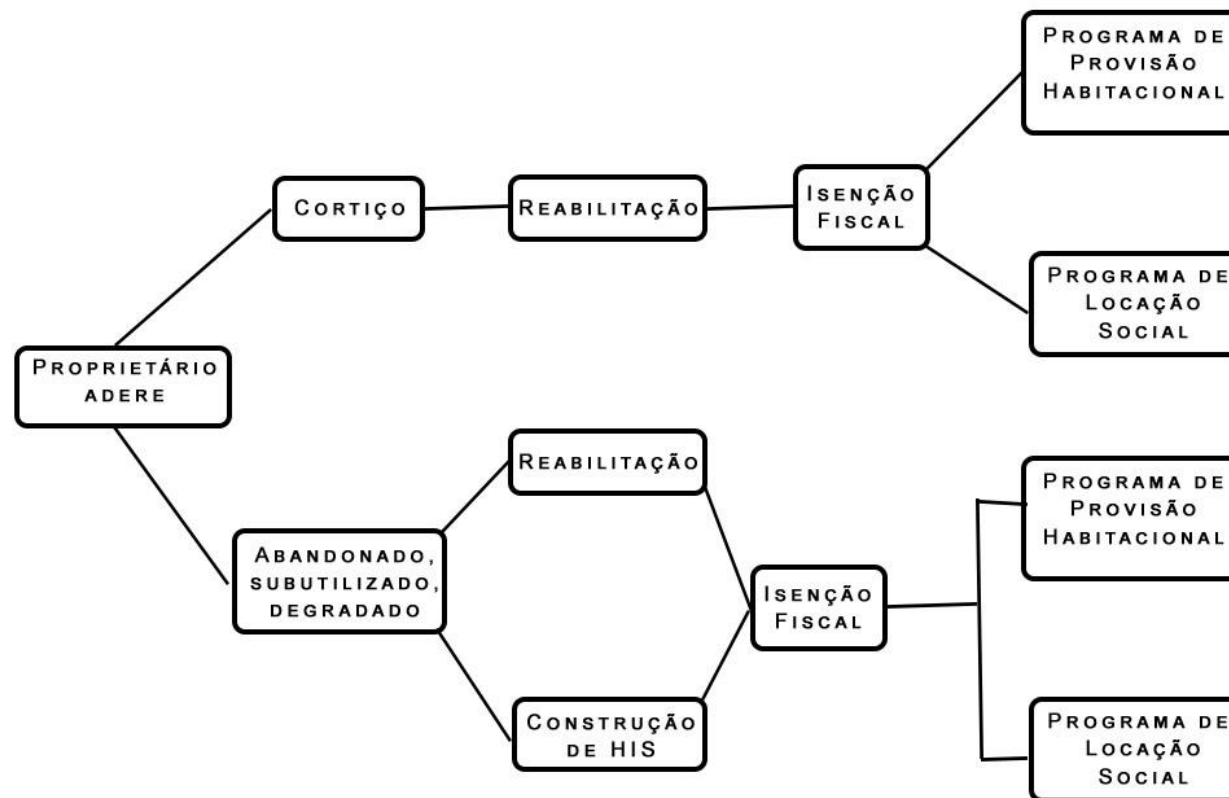 PROGRAMA DE
PROVISÃO
HABITACIONAL
CORTIÇO
REABILITAÇÃO
ISENÇÃO
FISCAL
PROGRAMA DE
LOCAÇÃO
SOCIAL
PROPRIETÁRIO
ADERE
REABILITAÇÃO
ABANDONADO,
SUBUTILIZADO,
DEGRADADO
CONSTRUÇÃO
DE HIS
ISENÇÃO
FISCAL
PROGRAMA DE
PROVISÃO
HABITACIONAL
PROGRAMA DE
LOCAÇÃO
SOCIAL